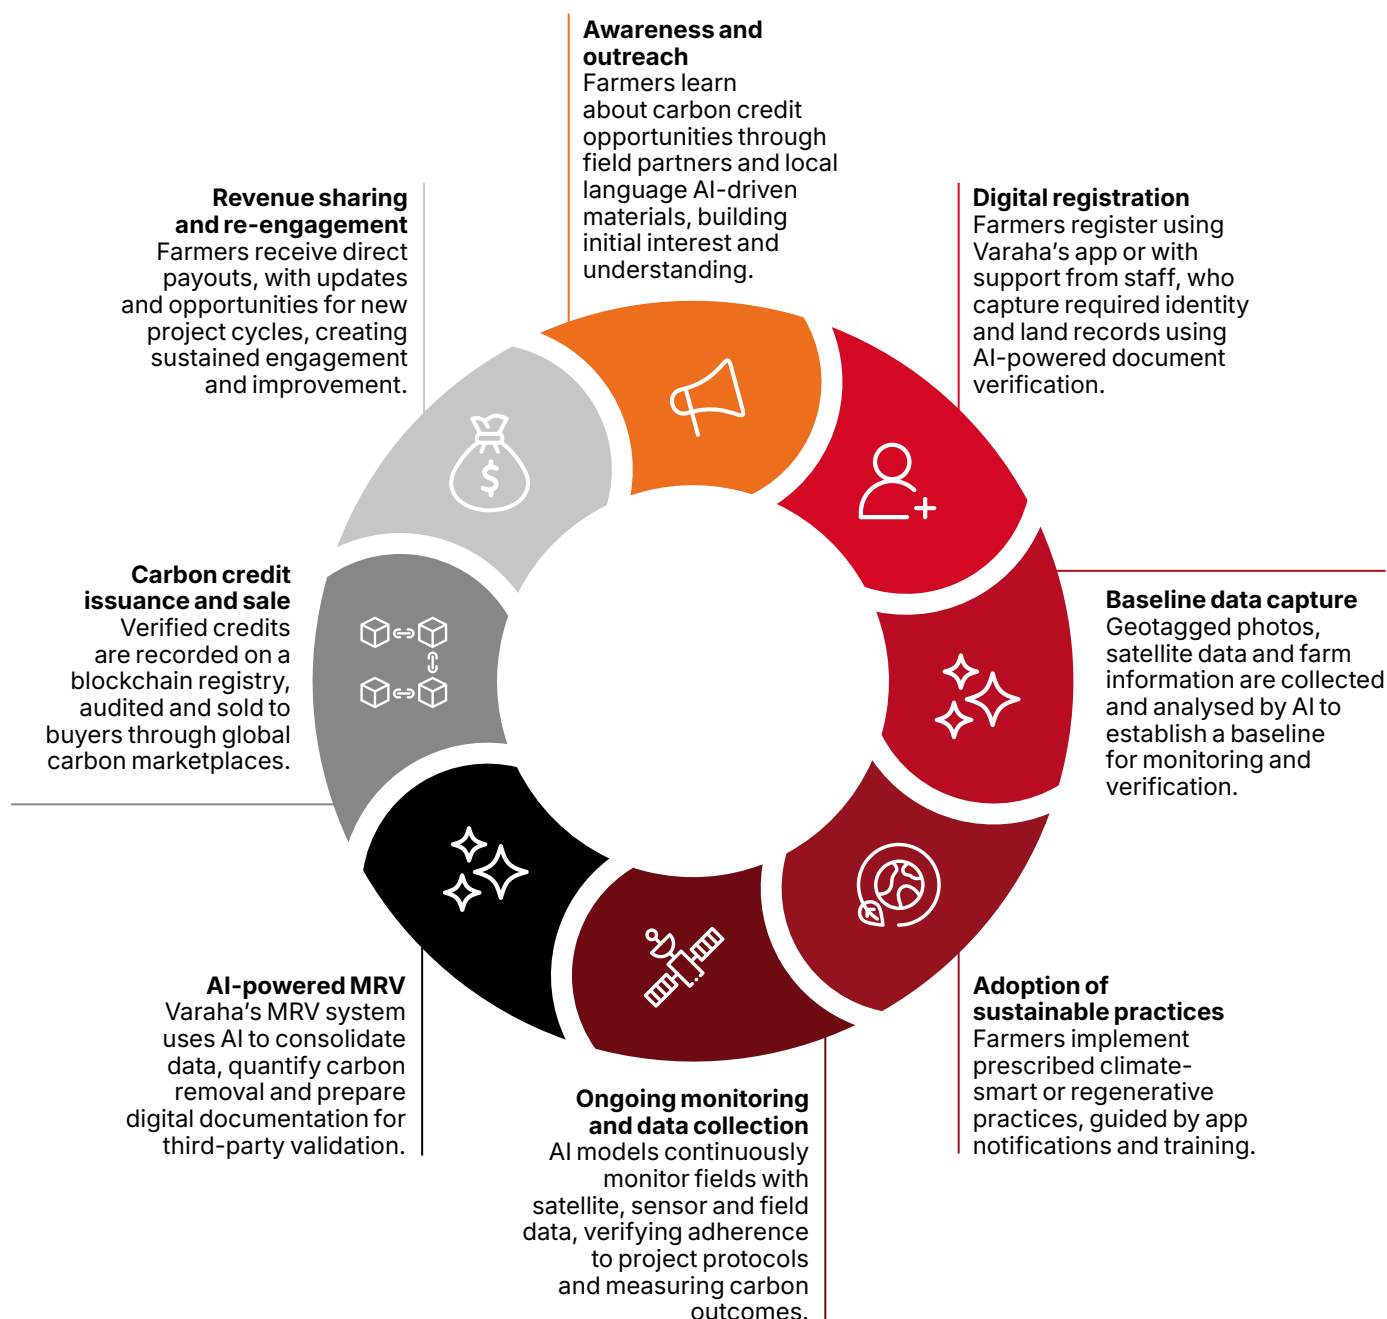 Awareness and
outreach
Farmers learn
about carbon credit
opportunities through
field partners and local
language AI-driven
materials, building
initial interest and
understanding.
Digital registration
Farmers register using
Varaha’s app or with
support from staff, who
capture required identity
and land records using
AI-powered document
verification.
Baseline data capture
Geotagged photos,
satellite data and farm
information are collected
and analysed by AI to
establish a baseline
for monitoring and
verification.
Adoption of
sustainable practices
Farmers implement
prescribed climate-
smart or regenerative
practices, guided by app
notifications and training.
Ongoing monitoring
and data collection
AI models continuously
monitor fields with
satellite, sensor and field
data, verifying adherence
to project protocols
and measuring carbon
outcomes.
AI-powered MRV
Varaha’s MRV system
uses AI to consolidate
data, quantify carbon
removal and prepare
digital documentation for
third-party validation.
Carbon credit
issuance and sale
Verified credits
are recorded on a
blockchain registry,
audited and sold to
buyers through global
carbon marketplaces.
Revenue sharing
and re-engagement
Farmers receive direct
payouts, with updates
and opportunities for new
project cycles, creating
sustained engagement
and improvement.
$